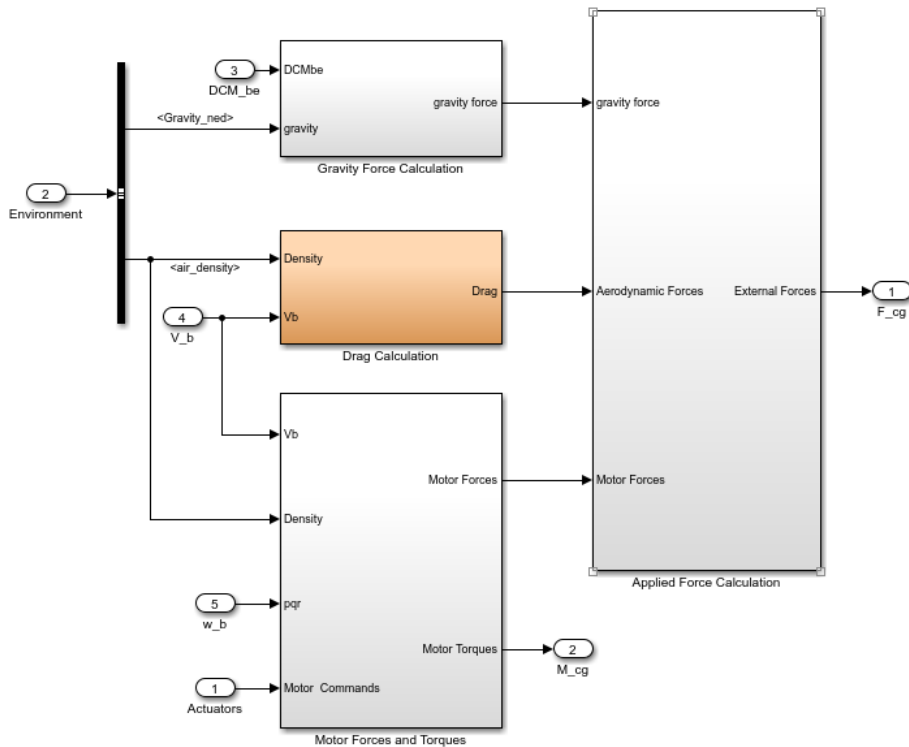 3
DCM_be
DCMbe
gravity force
gravity
Gravity Force Calculation
<Gravity_ned>
2
Environment
<air_density>
4
V_b
Density
Drag
Vb
Drag Calculation
Vb
Motor Forces
Density
5
w_b
pqr
Motor Torques
1
Actuators
Motor  Commands
Motor Forces and Torques
gravity force
Aerodynamic Forces
External Forces
Motor Forces
Applied Force Calculation
1
F_cg
2
M_cg